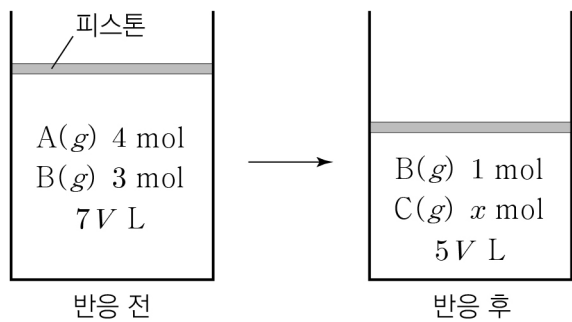 피스톤
A(g) 4 mol
B(g) 3 mol
7V L
B(g) 1 mol
C(g) x mol
5V L
반응 전
반응 후